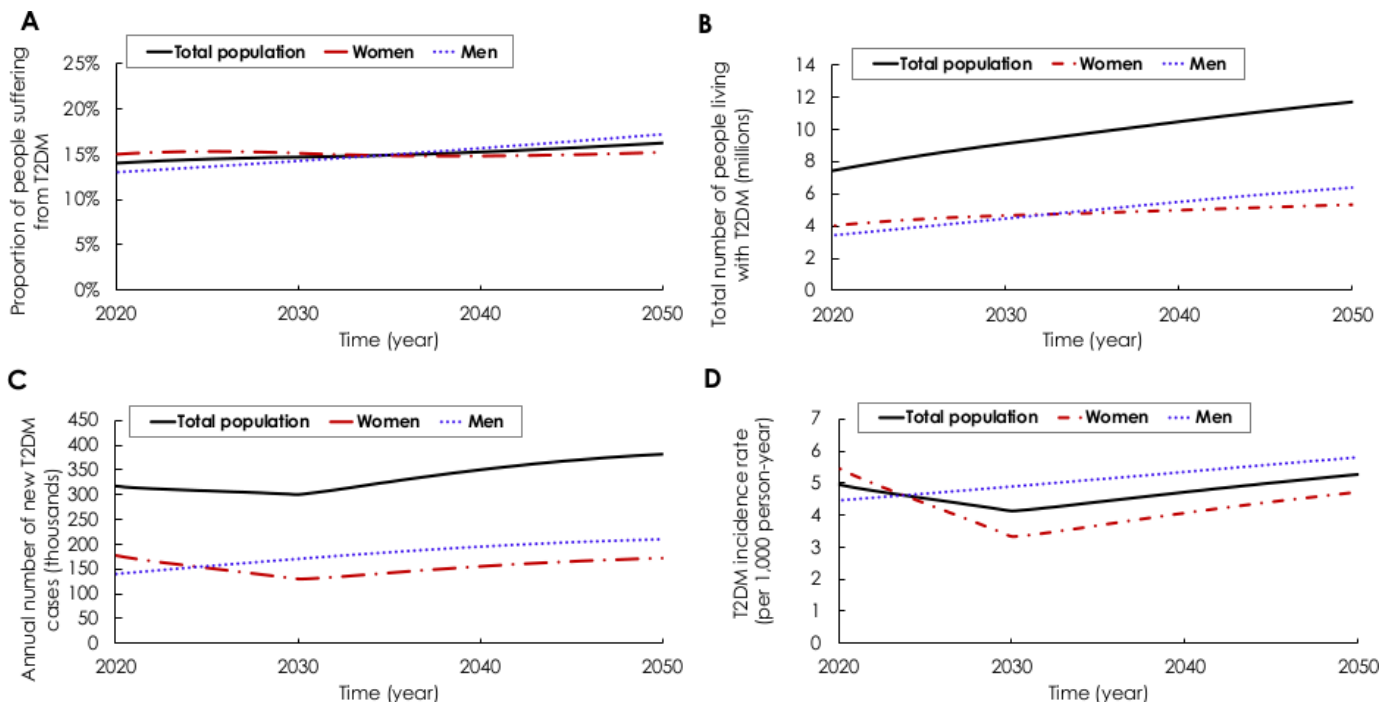 A
Total population Women Men
Proportion of people suffering
from T2DM
25%
20%
15%
10%
5%
0%
2020 2030 2040 2050
Time (year)
B
Total population Women Men
Total number of people living
with T2DM (millions)
14
12
10
8
6
4
2
0
2020 2030 2040 2050
Time (year)
C
Total population Women Men
Annual number of new T2DM
cases (thousands)
450
400
350
300
250
200
150
100
50
0
2020 2030 2040 2050
Time (year)
D
Total population Women Men
T2DM incidence rate
(per 1,000 person-year)
7
6
5
4
3
2
1
0
2020 2030 2040 2050
Time (year)